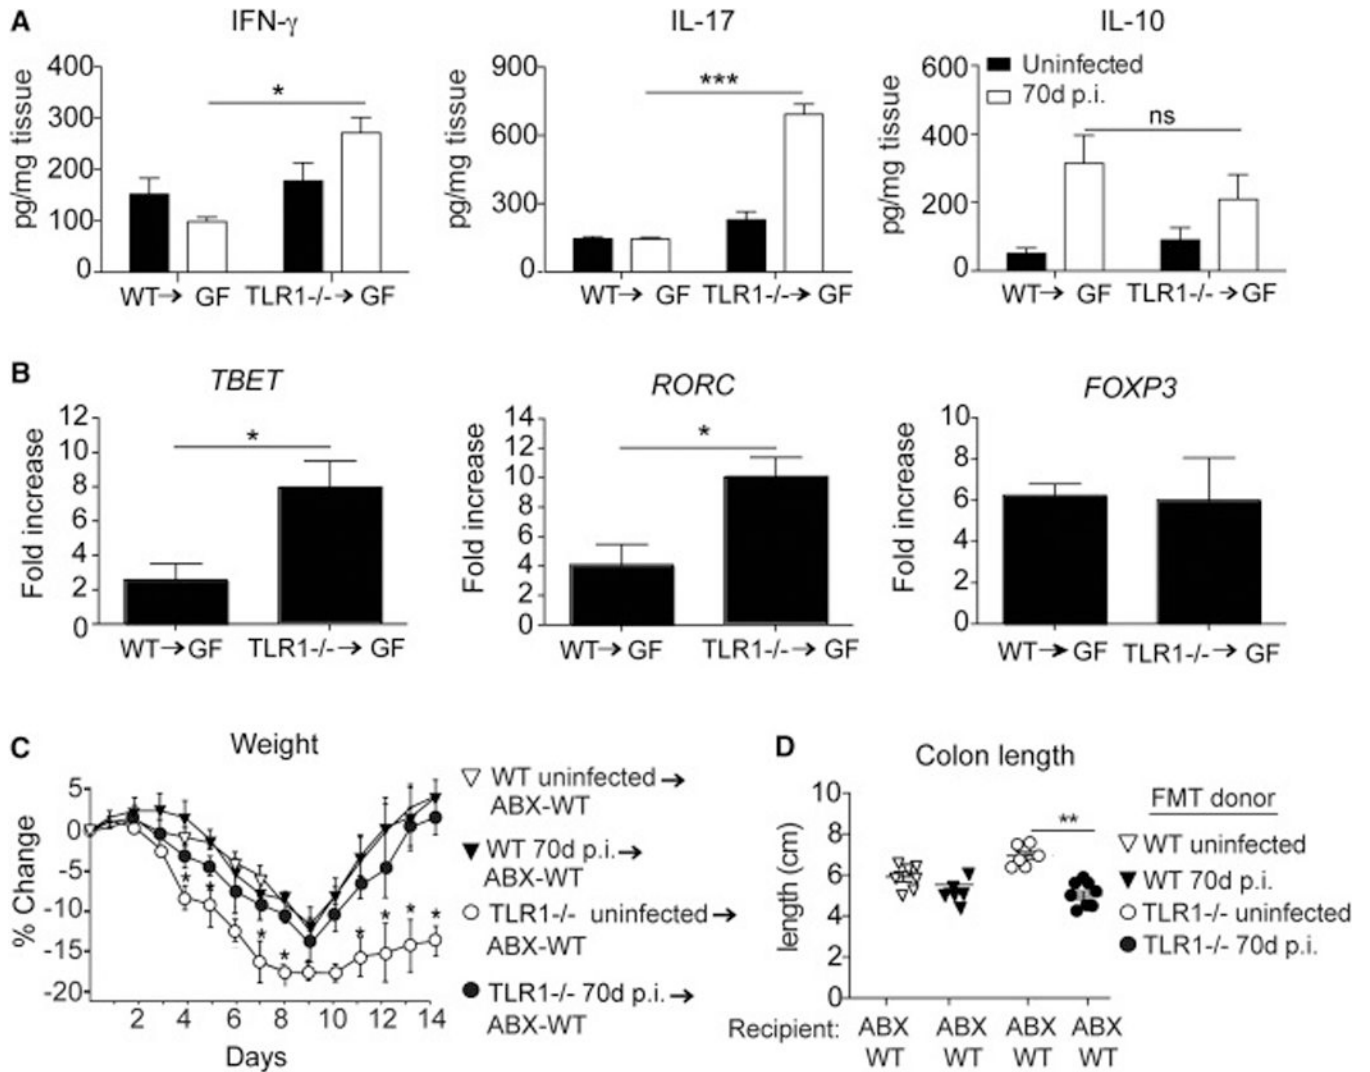 A
IFN-γ
IL-17
IL-10
400
300
200
100
0
pg/mg tissue
*
WT→ GF
TLR1-/-→ GF
900
600
300
0
pg/mg tissue
***
WT→ GF
TLR1-/-→ GF
600
400
200
0
pg/mg tissue
Uninfected
70d p.i.
ns
WT→ GF
TLR1-/- →GF
B
TBET
RORC
FOXP3
12
10
8
6
4
2
0
Fold increase
*
WT→GF
TLR1-/-→ GF
14
12
10
8
6
4
2
0
Fold increase
*
WT→ GF
TLR1-/-→ GF
10
8
6
4
2
0
Fold increase
WT→ GF
TLR1-/-→ GF
C
Weight
5
0
-5
-10
-15
-20
% Change
* * * * * * * *
2 4 6 8 10 12 14
Days
WT uninfected→
ABX-WT
WT 70d p.i.→
ABX-WT
TLR1-/- uninfected→
ABX-WT
TLR1-/- 70d p.i.→
ABX-WT
D
Colon length
10
8
6
4
2
0
length (cm)
**
FMT donor
WT uninfected
WT 70d p.i.
TLR1-/- uninfected
TLR1-/- 70d p.i.
Recipient: ABX ABX ABX ABX
WT WT WT WT